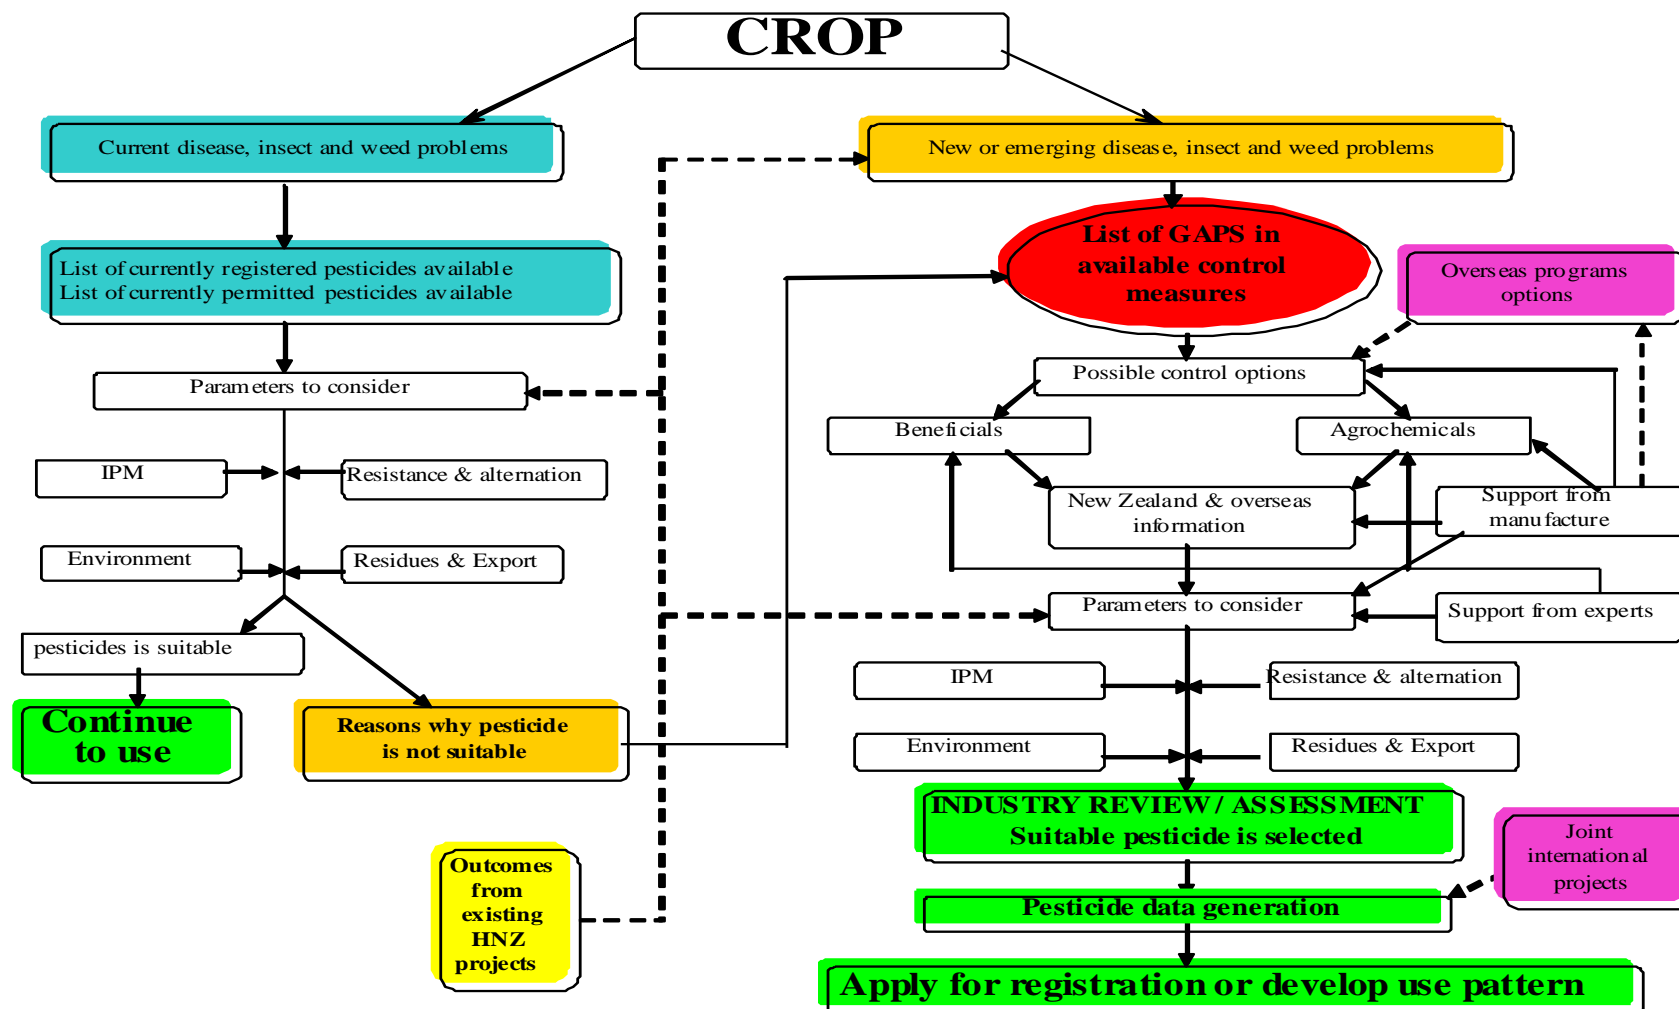 CROP
Current disease, insect and weed problems
New or emerging disease, insect and weed problems
List of currently registered pesticides available
List of currently permitted pesticides available
List of GAPS in
available control
measures
Overseas programs
options
Parameters to consider
Possible control options
Beneficials
Agrochemicals
IPM
Resistance & alternation
New Zealand & overseas
information
Support from
manufacture
Environment
Residues & Export
Parameters to consider
Support from experts
pesticides is suitable
IPM
Resistance & alternation
Continue
to use
Reasons why pesticide
is not suitable
Environment
Residues & Export
INDUSTRY REVIEW / ASSESSMENT
Suitable pesticide is selected
Joint
international
projects
Outcomes
from
existing
HNZ
projects
Pesticide data generation
Apply for registration or develop use pattern